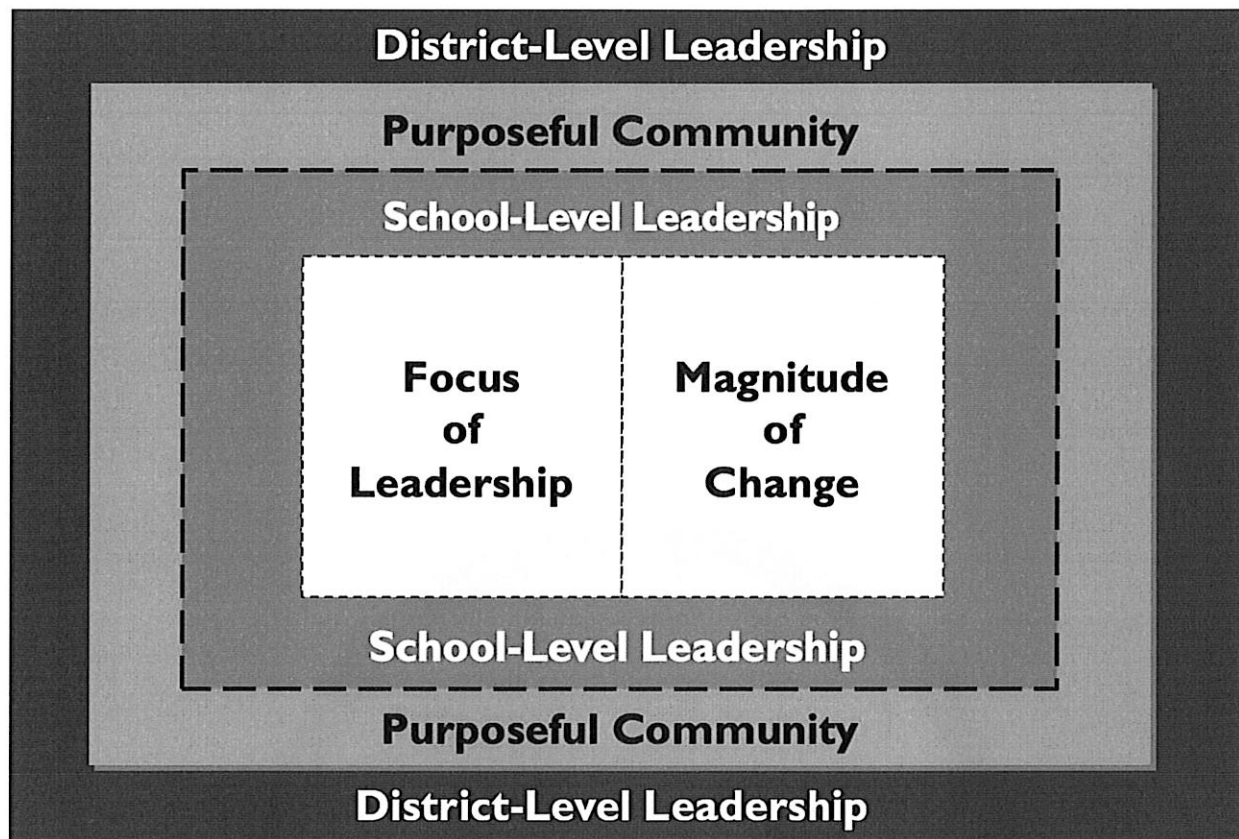 District-Level Leadership
Purposeful Community
School-Level Leadership
Focus
of
Leadership
Magnitude
of
Change
School-Level Leadership
Purposeful Community
District-Level Leadership